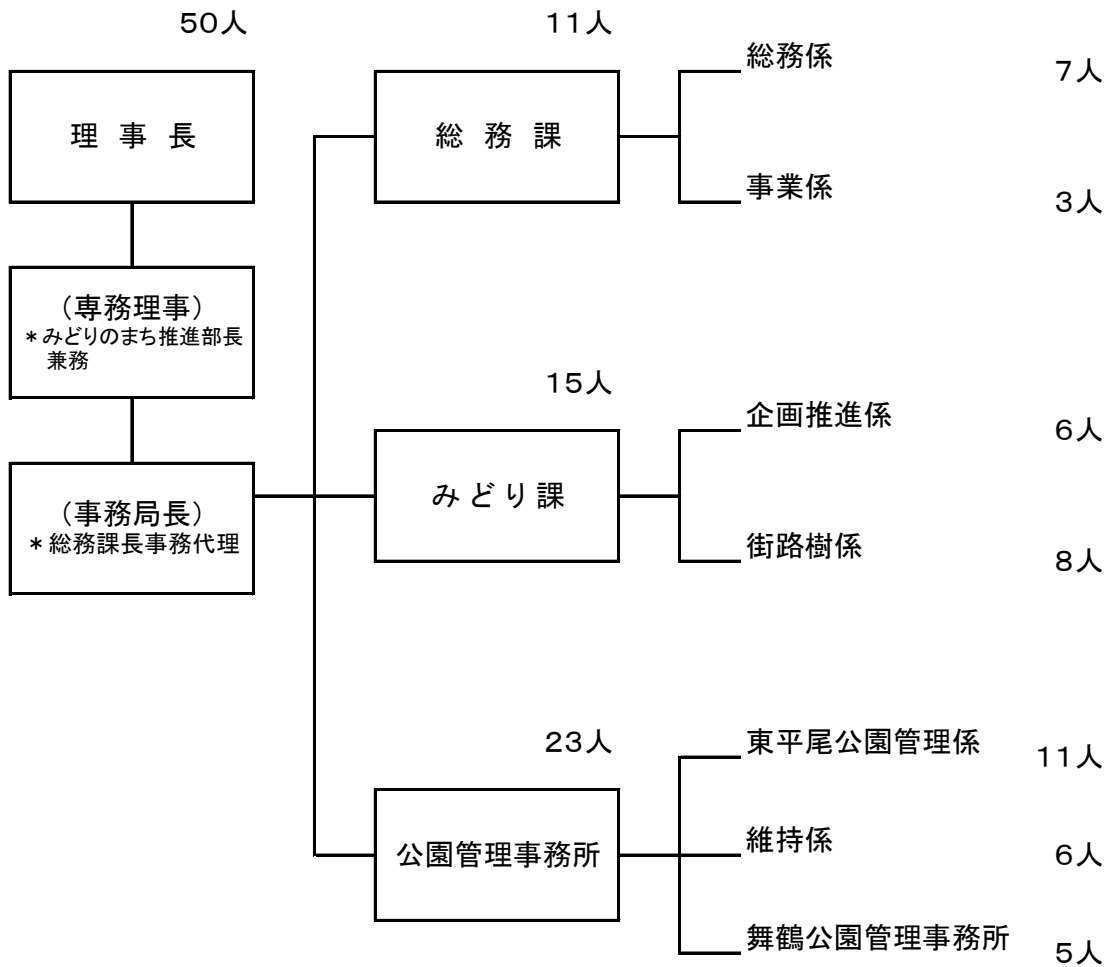 50人
11人
総務係
7人
理 事 長
総 務 課
事業係
3人
(専務理事)
*みどりのまち推進部長
兼務
15人
企画推進係
6人
(事務局長)
*総務課長事務代理
みどり課
街路樹係
8人
23人
東平尾公園管理係
11人
公園管理事務所
維持係
6人
舞鶴公園管理事務所
5人